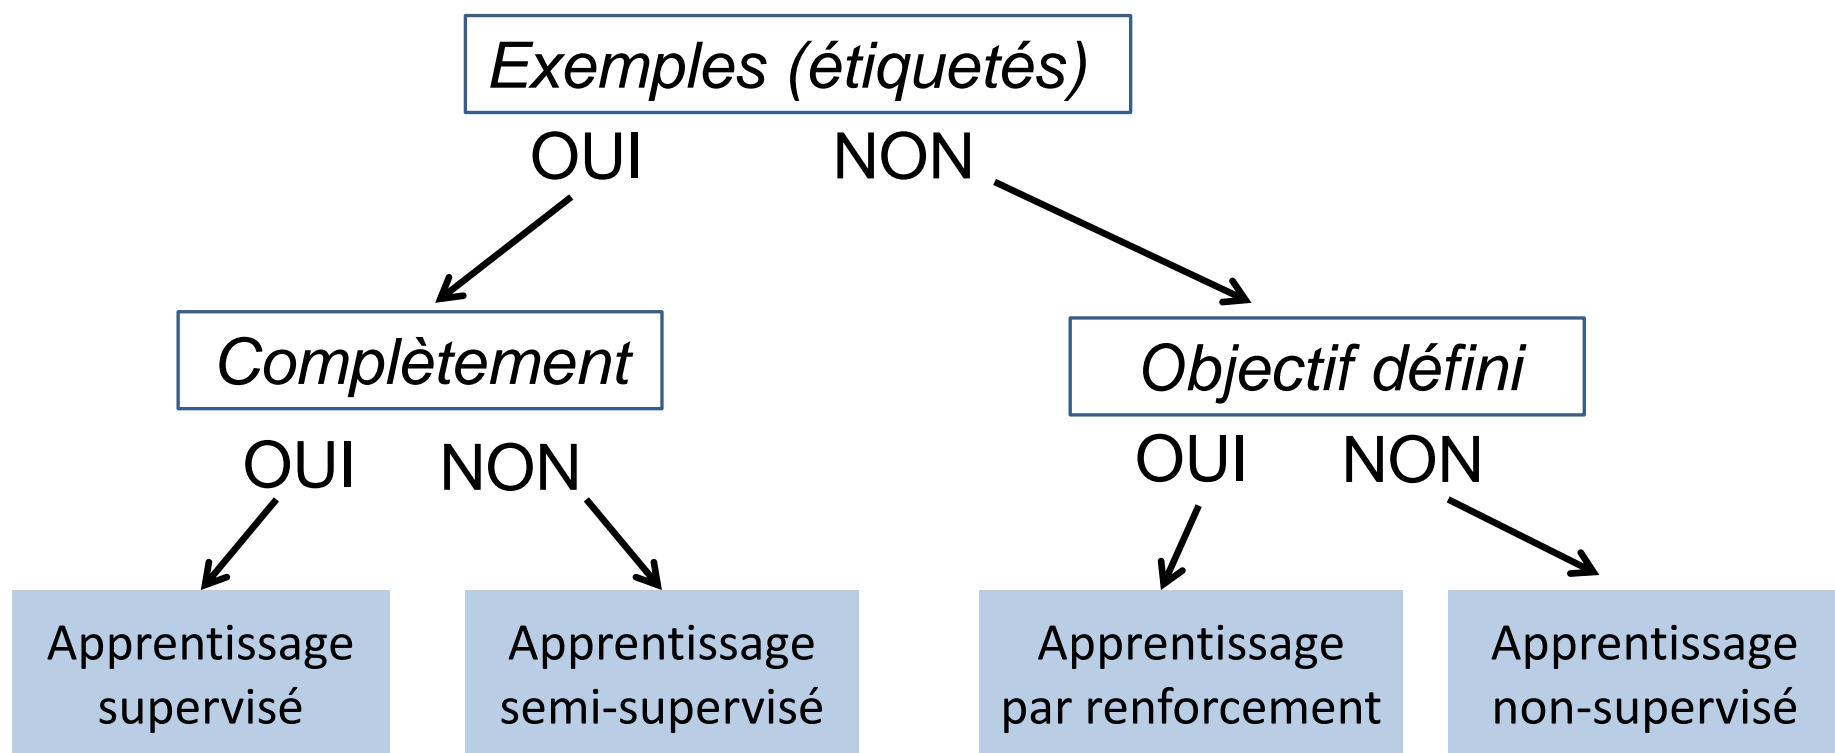 Exemples (étiquetés)
OUI NON
Complètement
Objectif défini
OUI NON
OUI NON
Apprentissage
supervisé
Apprentissage
semi-supervisé
Apprentissage
par renforcement
Apprentissage
non-supervisé